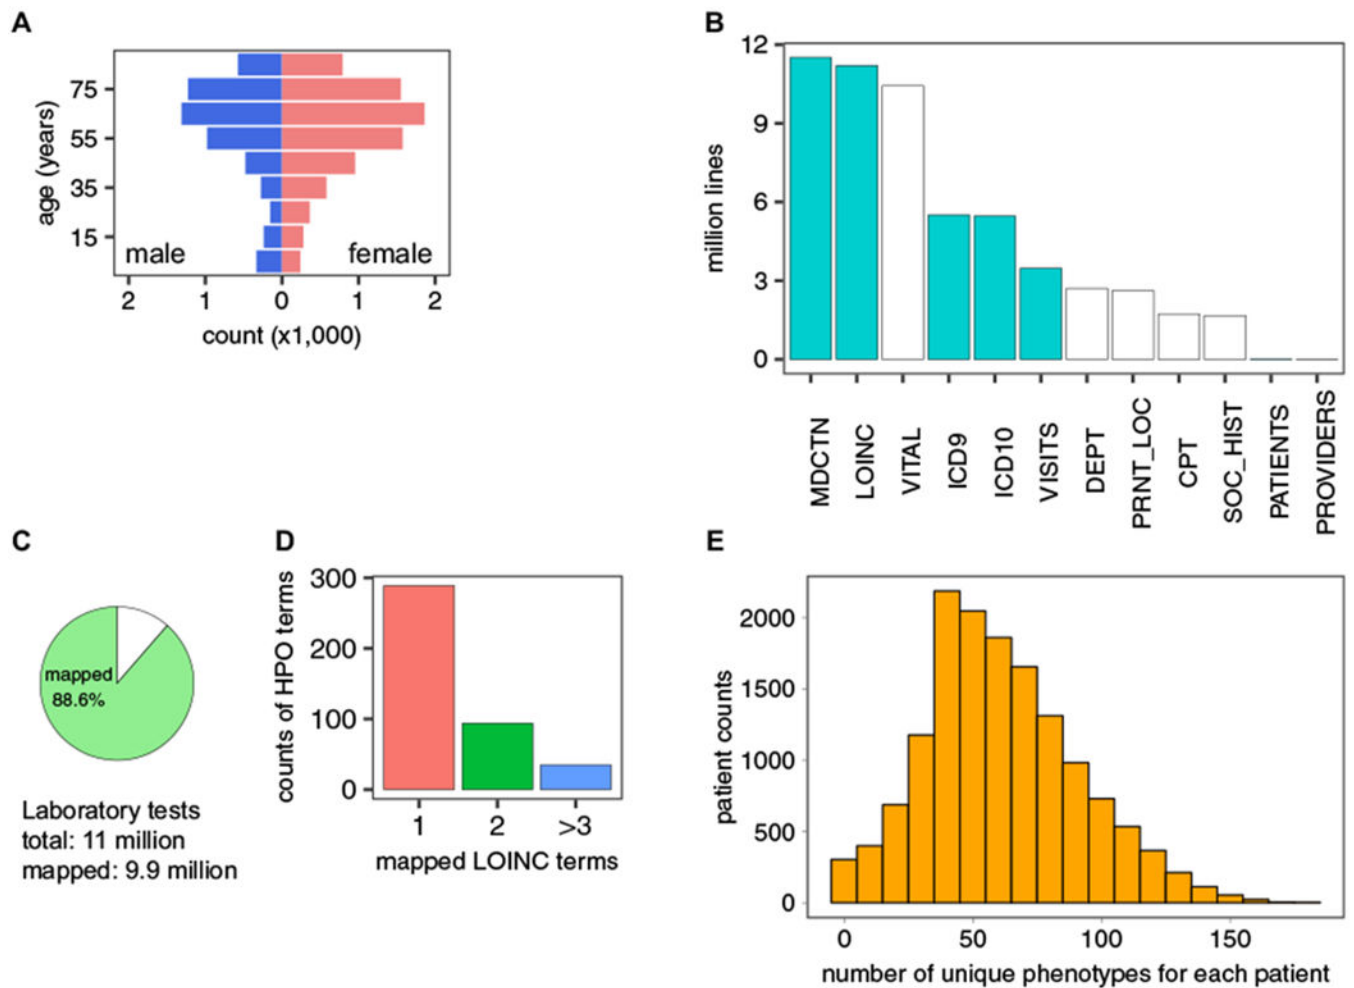 A
age (years)
75
55
35
15
male
female
2 1 0 1 2
count (x1,000)
B
million lines
12
9
6
3
0
MDCTN
LOINC
VITAL
ICD9
ICD10
VISITS
DEPT
PRNT_LOC
CPT
SOC_HIST
PATIENTS
PROVIDERS
C
mapped
88.6%
Laboratory tests
total: 11 million
mapped: 9.9 million
D
counts of HPO terms
300
200
100
0
1 2 >3
mapped LOINC terms
E
patient counts
2000
1500
1000
500
0
0 50 100 150
number of unique phenotypes for each patient